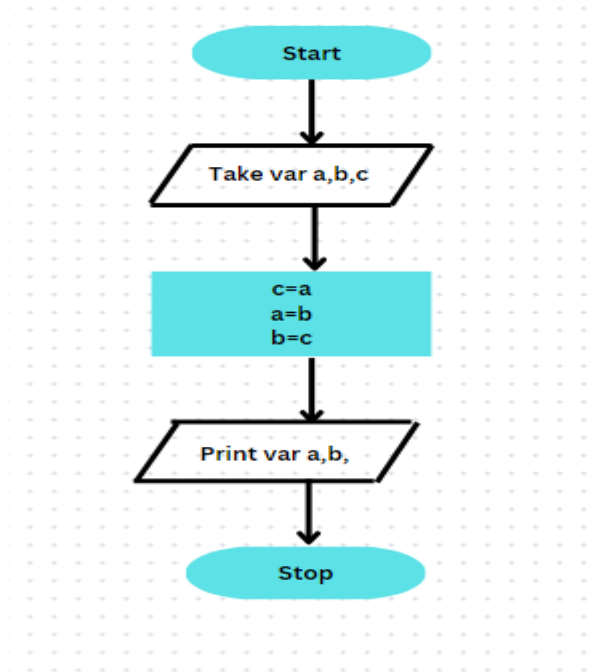 Start
Take var a,b,c
c=a
a=b
b=c
Print var a,b,
Stop